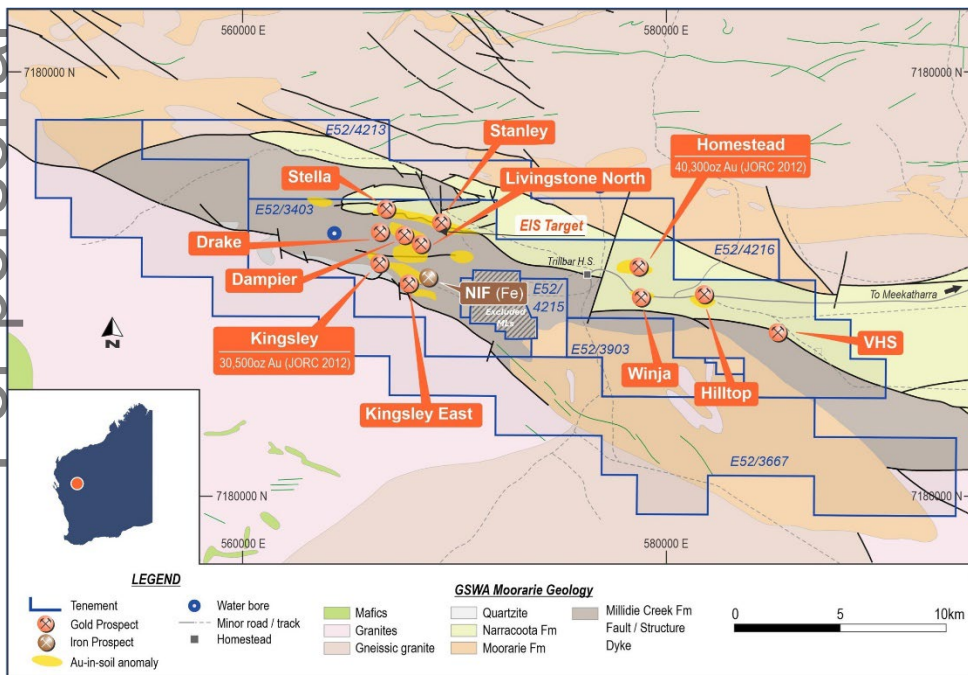 560000 E
580000 E
7180000 N
7180000 N
E52/4213
Stanley
Homestead
40,300oz Au (JORC 2012)
Stella
Livingstone North
E52/3403
EIS Target
Drake
E52/4216
Trillbar H.S.
Dampier
NIF (Fe)
E52/
4215
Excluded
MLs
To Meekatharra
N
Kingsley
30,500oz Au (JORC 2012)
E52/3903
VHS
Winja
Hilltop
Kingsley East
E52/3667
7180000 N
7180000 N
560000 E
580000 E
LEGEND
Tenement
Gold Prospect
Iron Prospect
Au-in-soil anomaly
Water bore
Minor road / track
Homestead
GSWA Moorarie Geology
Mafics
Granites
Gneissic granite
Quartzite
Narracoota Fm
Moorarie Fm
Millidie Creek Fm
Fault / Structure
Dyke
0 5 10km